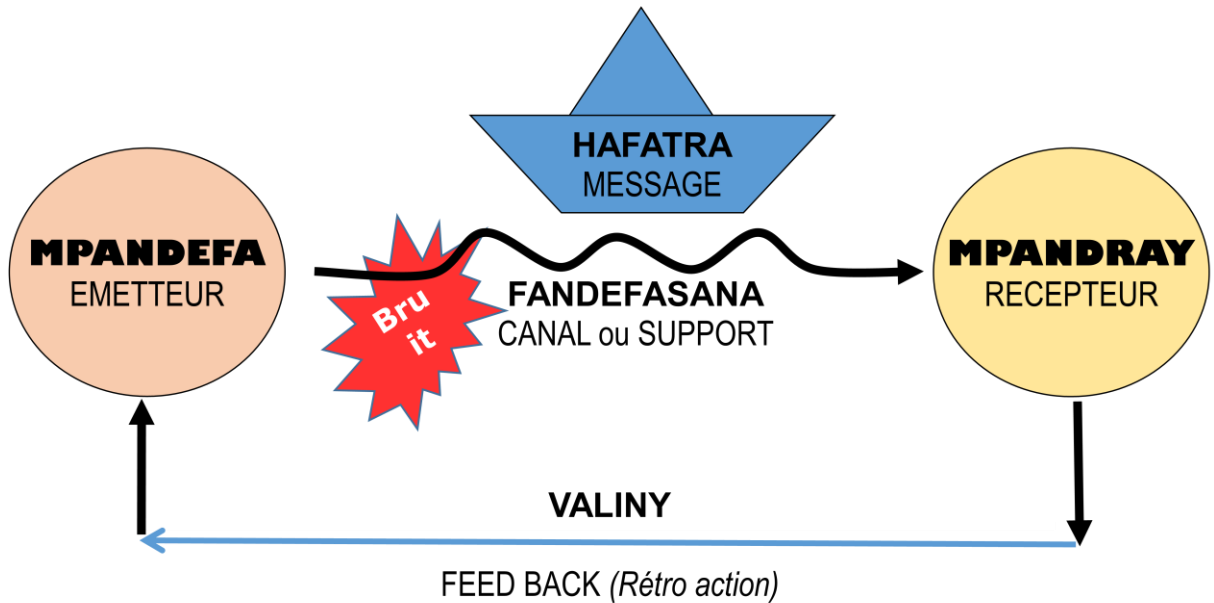 HAFATRA
MESSAGE
MPANDEFA
EMETTEUR
Bru
it
FANDEFASANA
CANAL ou SUPPORT
MPANDRAY
RECEPTEUR
VALINY
FEED BACK (Rétro action)